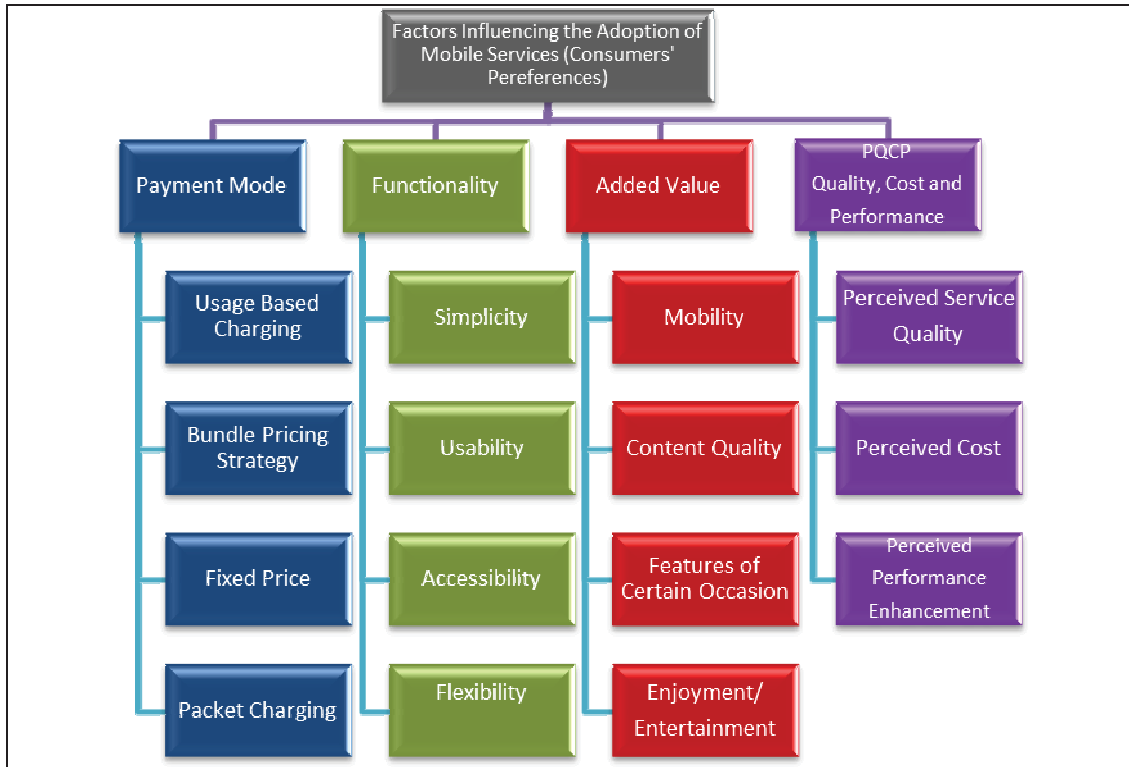 Factors Influencing the Adoption of
Mobile Services (Consumers'
Pereferences)
Payment Mode
Usage Based
Charging
Bundle Pricing
Strategy
Fixed Price
Packet Charging
Functionality
Simplicity
Usability
Accessibility
Flexibility
Added Value
Mobility
Content Quality
Features of
Certain Occasion
Enjoyment/
Entertainment
PQCP
Quality, Cost and
Performance
Perceived Service
Quality
Perceived Cost
Perceived
Performance
Enhancement